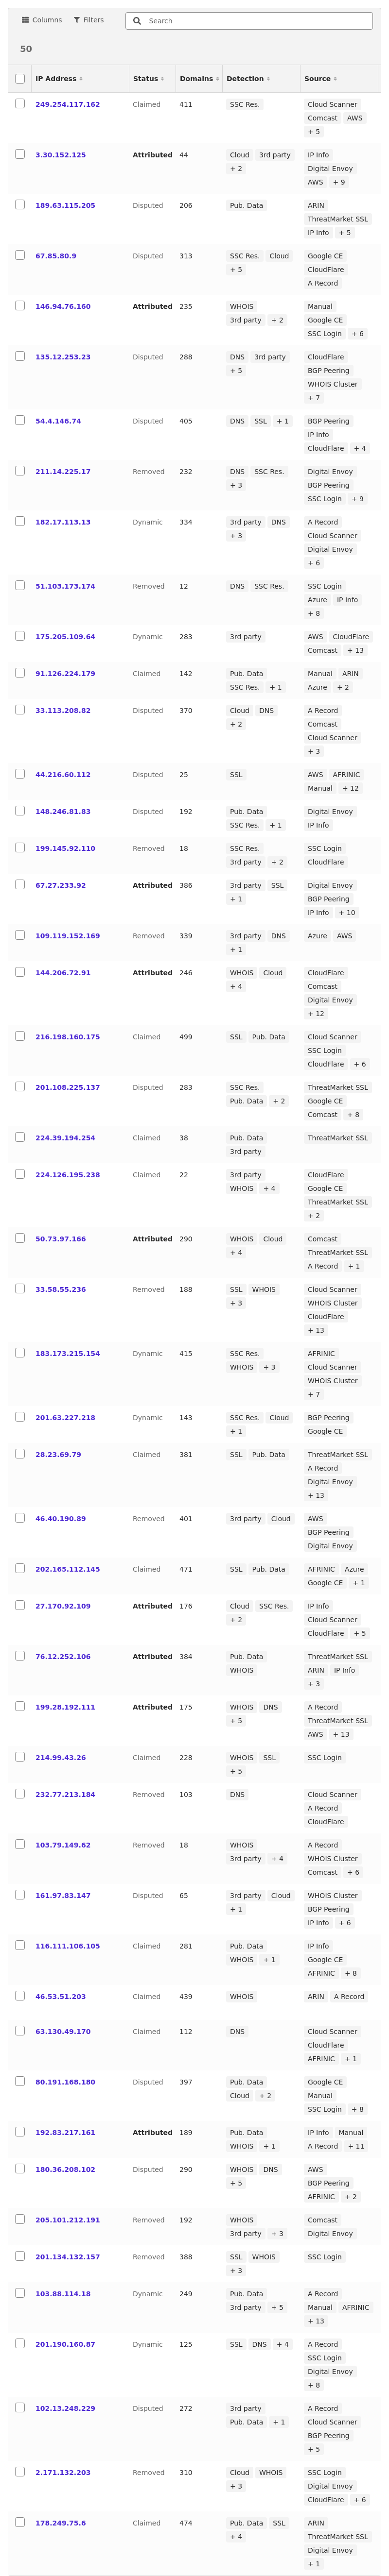 Columns Filters Search
50
IP Address Status Domains Detection Source
249.254.117.162 Claimed 411 SSC Res. Cloud Scanner
Comcast AWS
+ 5
3.30.152.125 Attributed 44 Cloud 3rd party IP Info
+ 2 Digital Envoy
AWS + 9
189.63.115.205 Disputed 206 Pub. Data ARIN
ThreatMarket SSL
IP Info + 5
67.85.80.9 Disputed 313 SSC Res. Cloud Google CE
+ 5 CloudFlare
A Record
146.94.76.160 Attributed 235 WHOIS Manual
3rd party + 2 Google CE
SSC Login + 6
135.12.253.23 Disputed 288 DNS 3rd party CloudFlare
+ 5 BGP Peering
WHOIS Cluster
+ 7
54.4.146.74 Disputed 405 DNS SSL + 1 BGP Peering
IP Info
CloudFlare + 4
211.14.225.17 Removed 232 DNS SSC Res. Digital Envoy
+ 3 BGP Peering
SSC Login + 9
182.17.113.13 Dynamic 334 3rd party DNS A Record
+ 3 Cloud Scanner
Digital Envoy
+ 6
51.103.173.174 Removed 12 DNS SSC Res. SSC Login
Azure IP Info
+ 8
175.205.109.64 Dynamic 283 3rd party AWS CloudFlare
Comcast + 13
91.126.224.179 Claimed 142 Pub. Data Manual ARIN
SSC Res. + 1 Azure + 2
33.113.208.82 Disputed 370 Cloud DNS A Record
+ 2 Comcast
Cloud Scanner
+ 3
44.216.60.112 Disputed 25 SSL AWS AFRINIC
Manual + 12
148.246.81.83 Disputed 192 Pub. Data Digital Envoy
SSC Res. + 1 IP Info
199.145.92.110 Removed 18 SSC Res. SSC Login
3rd party + 2 CloudFlare
67.27.233.92 Attributed 386 3rd party SSL Digital Envoy
+ 1 BGP Peering
IP Info + 10
109.119.152.169 Removed 339 3rd party DNS Azure AWS
+ 1
144.206.72.91 Attributed 246 WHOIS Cloud CloudFlare
+ 4 Comcast
Digital Envoy
+ 12
216.198.160.175 Claimed 499 SSL Pub. Data Cloud Scanner
SSC Login
CloudFlare + 6
201.108.225.137 Disputed 283 SSC Res. ThreatMarket SSL
Pub. Data + 2 Google CE
Comcast + 8
224.39.194.254 Claimed 38 Pub. Data ThreatMarket SSL
3rd party
224.126.195.238 Claimed 22 3rd party CloudFlare
WHOIS + 4 Google CE
ThreatMarket SSL
+ 2
50.73.97.166 Attributed 290 WHOIS Cloud Comcast
+ 4 ThreatMarket SSL
A Record + 1
33.58.55.236 Removed 188 SSL WHOIS Cloud Scanner
+ 3 WHOIS Cluster
CloudFlare
+ 13
183.173.215.154 Dynamic 415 SSC Res. AFRINIC
WHOIS + 3 Cloud Scanner
WHOIS Cluster
+ 7
201.63.227.218 Dynamic 143 SSC Res. Cloud BGP Peering
+ 1 Google CE
28.23.69.79 Claimed 381 SSL Pub. Data ThreatMarket SSL
A Record
Digital Envoy
+ 13
46.40.190.89 Removed 401 3rd party Cloud AWS
BGP Peering
Digital Envoy
202.165.112.145 Claimed 471 SSL Pub. Data AFRINIC Azure
Google CE + 1
27.170.92.109 Attributed 176 Cloud SSC Res. IP Info
+ 2 Cloud Scanner
CloudFlare + 5
76.12.252.106 Attributed 384 Pub. Data ThreatMarket SSL
WHOIS ARIN IP Info
+ 3
199.28.192.111 Attributed 175 WHOIS DNS A Record
+ 5 ThreatMarket SSL
AWS + 13
214.99.43.26 Claimed 228 WHOIS SSL SSC Login
+ 5
232.77.213.184 Removed 103 DNS Cloud Scanner
A Record
CloudFlare
103.79.149.62 Removed 18 WHOIS A Record
3rd party + 4 WHOIS Cluster
Comcast + 6
161.97.83.147 Disputed 65 3rd party Cloud WHOIS Cluster
+ 1 BGP Peering
IP Info + 6
116.111.106.105 Claimed 281 Pub. Data IP Info
WHOIS + 1 Google CE
AFRINIC + 8
46.53.51.203 Claimed 439 WHOIS ARIN A Record
63.130.49.170 Claimed 112 DNS Cloud Scanner
CloudFlare
AFRINIC + 1
80.191.168.180 Disputed 397 Pub. Data Google CE
Cloud + 2 Manual
SSC Login + 8
192.83.217.161 Attributed 189 Pub. Data IP Info Manual
WHOIS + 1 A Record + 11
180.36.208.102 Disputed 290 WHOIS DNS AWS
+ 5 BGP Peering
AFRINIC + 2
205.101.212.191 Removed 192 WHOIS Comcast
3rd party + 3 Digital Envoy
201.134.132.157 Removed 388 SSL WHOIS SSC Login
+ 3
103.88.114.18 Dynamic 249 Pub. Data A Record
3rd party + 5 Manual AFRINIC
+ 13
201.190.160.87 Dynamic 125 SSL DNS + 4 A Record
SSC Login
Digital Envoy
+ 8
102.13.248.229 Disputed 272 3rd party A Record
Pub. Data + 1 Cloud Scanner
BGP Peering
+ 5
2.171.132.203 Removed 310 Cloud WHOIS SSC Login
+ 3 Digital Envoy
CloudFlare + 6
178.249.75.6 Claimed 474 Pub. Data SSL ARIN
+ 4 ThreatMarket SSL
Digital Envoy
+ 1